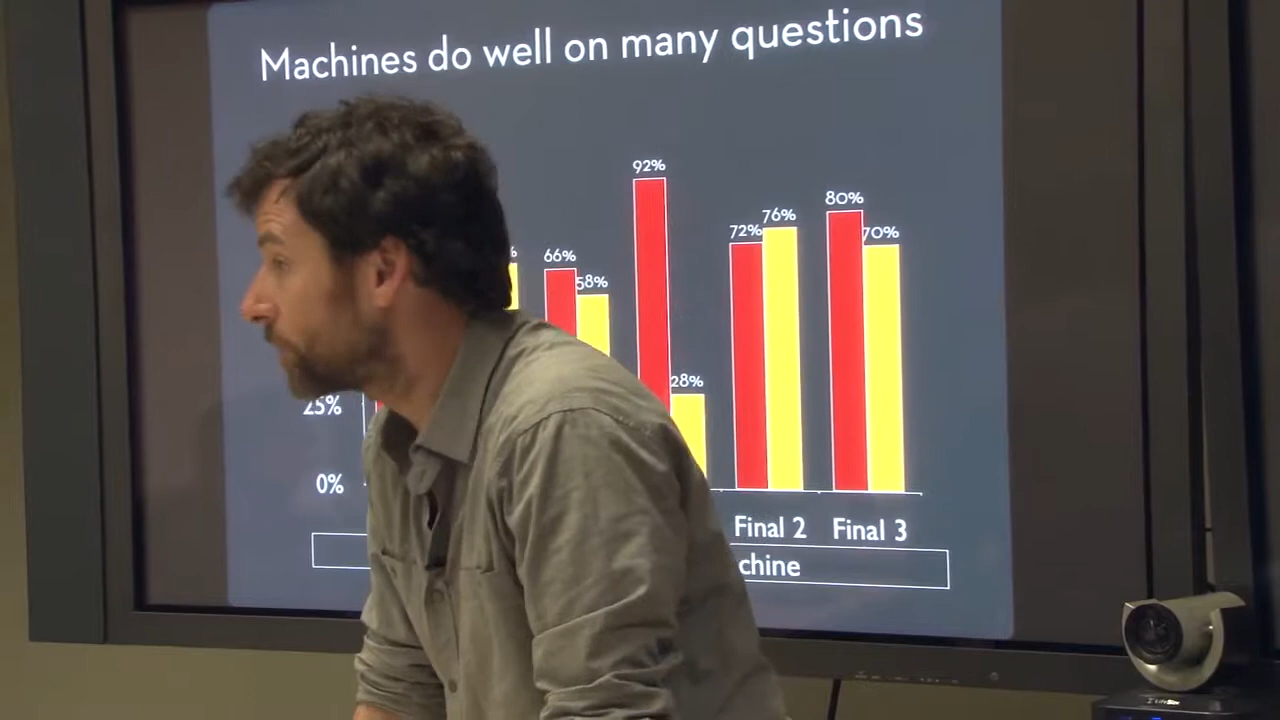 Machines do well on many questions
92%
80%
76%
72%
70%
66%
58%
28%
25%
0%
Final 2 Final 3
chine
LifeSize